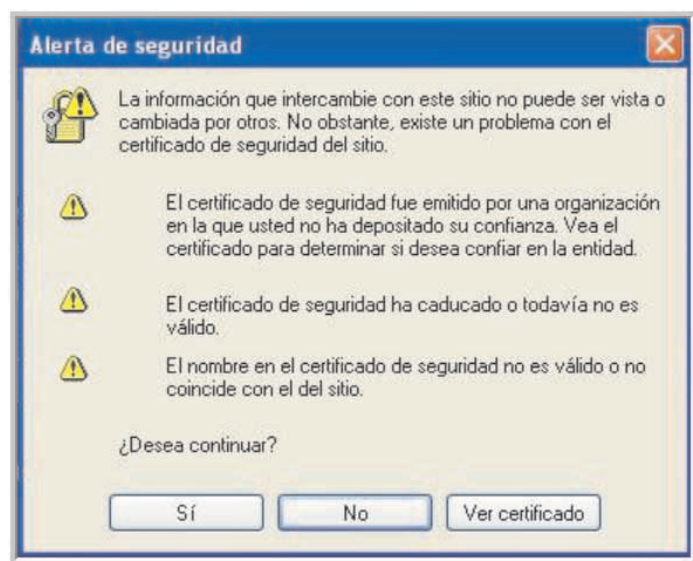 Alerta de seguridad
La información que intercambie con este sitio no puede ser vista o
cambiada por otros. No obstante, existe un problema con el
certificado de seguridad del sitio.
El certificado de seguridad fue emitido por una organización
en la que usted no ha depositado su confianza. Vea el
certificado para determinar si desea confiar en la entidad.
El certificado de seguridad ha caducado o todavía no es
válido.
El nombre en el certificado de seguridad no es válido o no
coincide con el del sitio.
¿Desea continuar?
Sí No Ver certificado